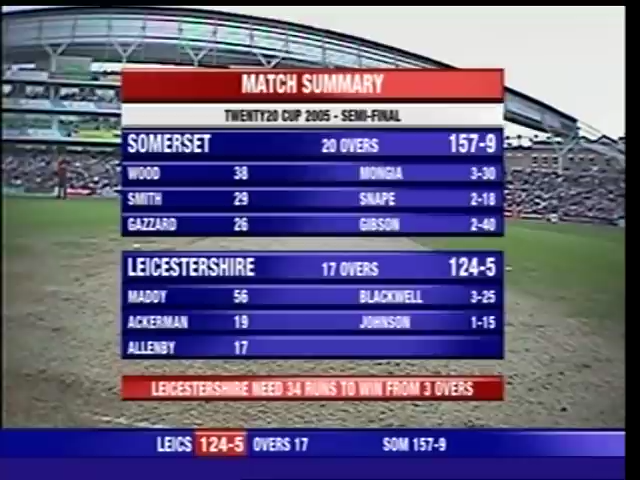 MATCH SUMMARY
TWENTY20 CUP 2005 - SEMI-FINAL
SOMERSET 20 OVERS 157-9
WOOD 38 MONGIA 3-30
SMITH 29 SNAPE 2-18
GAZZARD 26 GIBSON 2-40
LEICESTERSHIRE 17 OVERS 124-5
MADDY 56 BLACKWELL 3-25
ACKERMAN 19 JOHNSON 1-15
ALLENBY 17
LEICESTERSHIRE NEED 34 RUNS TO WIN FROM 3 OVERS
LEICS 124-5 OVERS 17 SOM 157-9